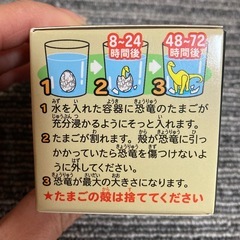 8~24
時間後
48~72
時間後
1
2
3
1 水を入れた容器に恐竜のたまごが
充分浸かるようにそっと入れます。
2 たまごが割れます。殻が恐竜に引っ
かかっていたら恐竜を傷つけないよ
うに外してください。
3 恐竜が最大の大きさになります。
★たまごの殻は捨ててください